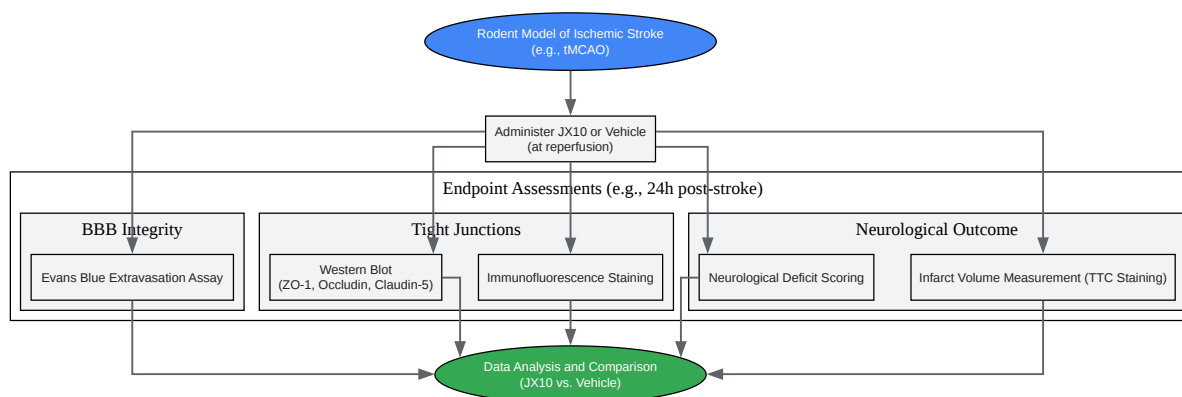 Rodent Model of Ischemic Stroke
(e.g., tMCAO)
Administer JX10 or Vehicle
(at reperfusion)
Endpoint Assessments (e.g., 24h post-stroke)
BBB Integrity
Evans Blue Extravasation Assay
Tight Junctions
Western Blot
(ZO-1, Occludin, Claudin-5)
Immunofluorescence Staining
Neurological Outcome
Neurological Deficit Scoring
Infarct Volume Measurement (TTC Staining)
Data Analysis and Comparison
(JX10 vs. Vehicle)